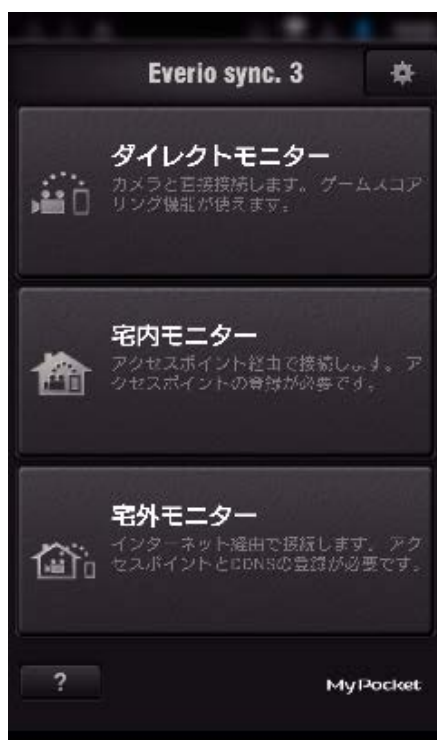 Everio sync. 3
ダイレクトモニター
カメラと直接接続します。 ゲームスコア
リング機能が使えます。
宅内モニター
アクセスポイント経由で接続します。 ア
クセスポイントの登録が必要です。
宅外モニター
インターネット経由で接続します。 アク
セスポイントとDDNSの登録が必要です。
?
MyPocket